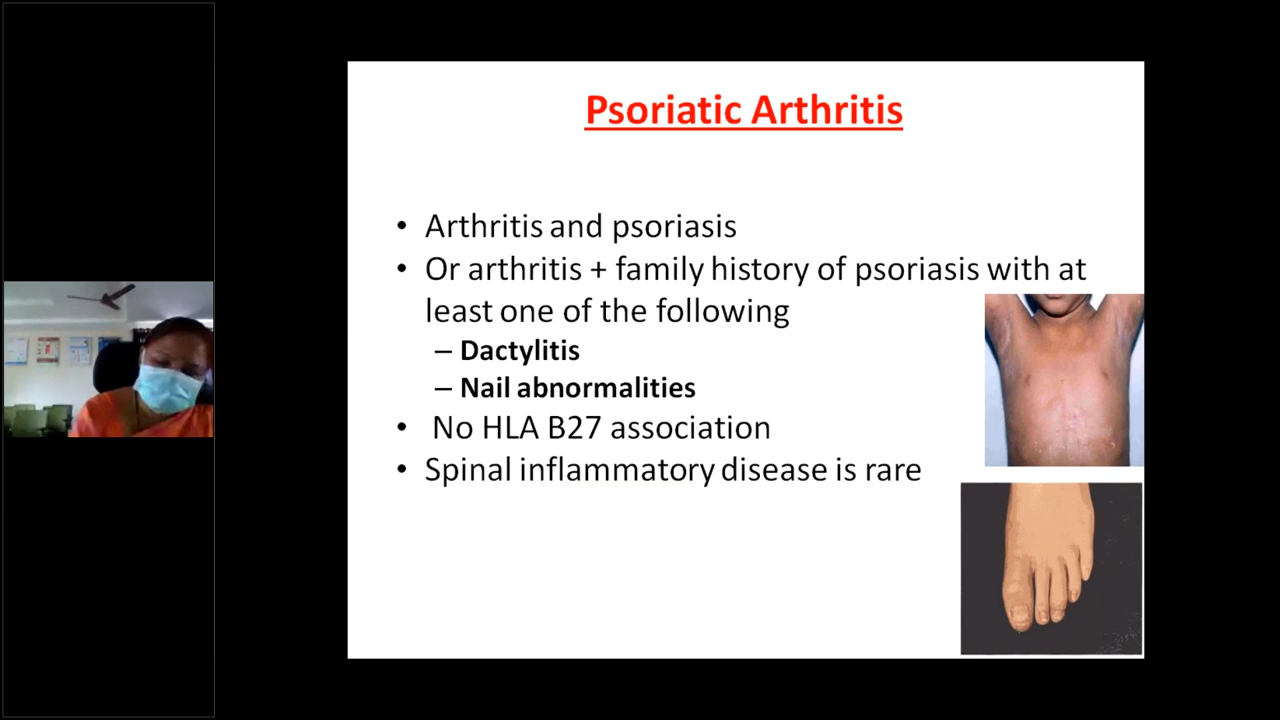 Psoriatic Arthritis
• Arthritis and psoriasis
• Or arthritis + family history of psoriasis with at
least one of the following
– Dactylitis
– Nail abnormalities
• No HLA B27 association
• Spinal inflammatory disease is rare